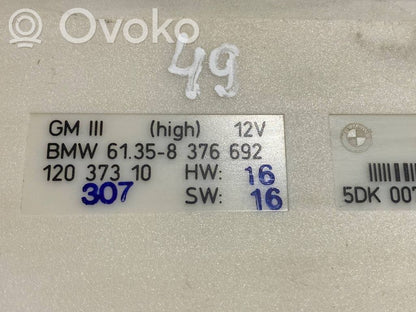 Ovoko
49
GM III (high) 12V
BMW 61.35-8 376 692
120 373 10 HW: 16
307 SW: 16
5DK 007